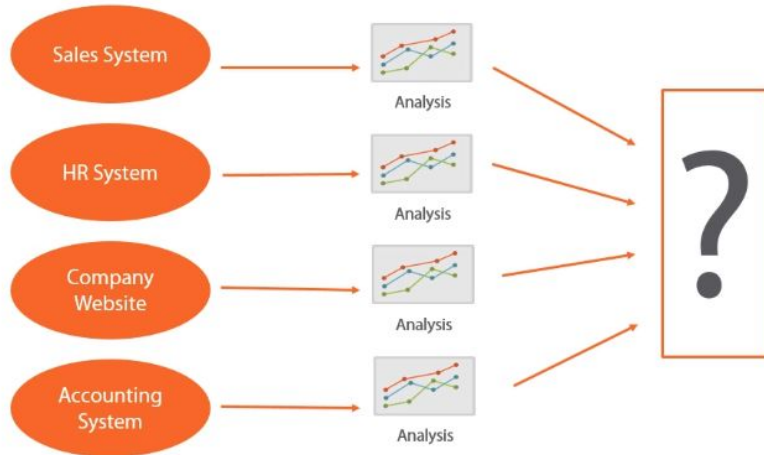 Sales System
Analysis
HR System
Analysis
Company
Website
Analysis
Accounting
System
Analysis
?